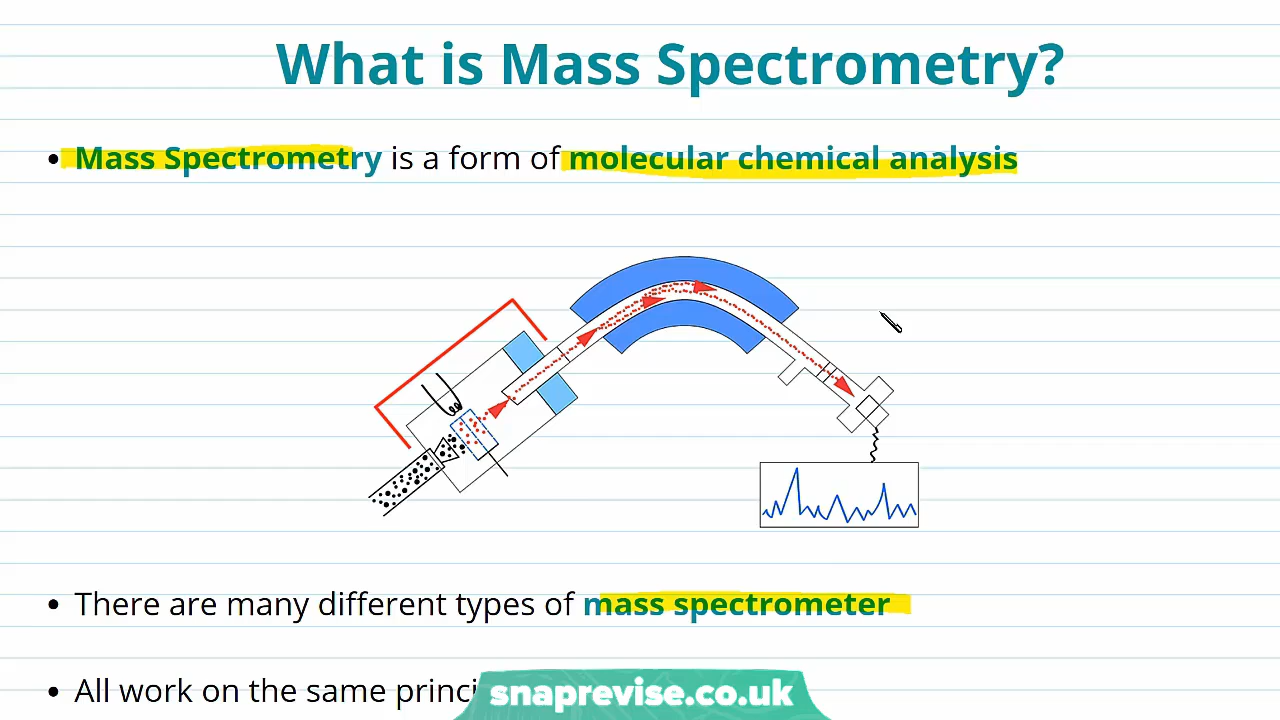 What is Mass Spectrometry?
• Mass Spectrometry is a form of molecular chemical analysis
• There are many different types of mass spectrometer
• All work on the same princi
snaprevise.co.uk